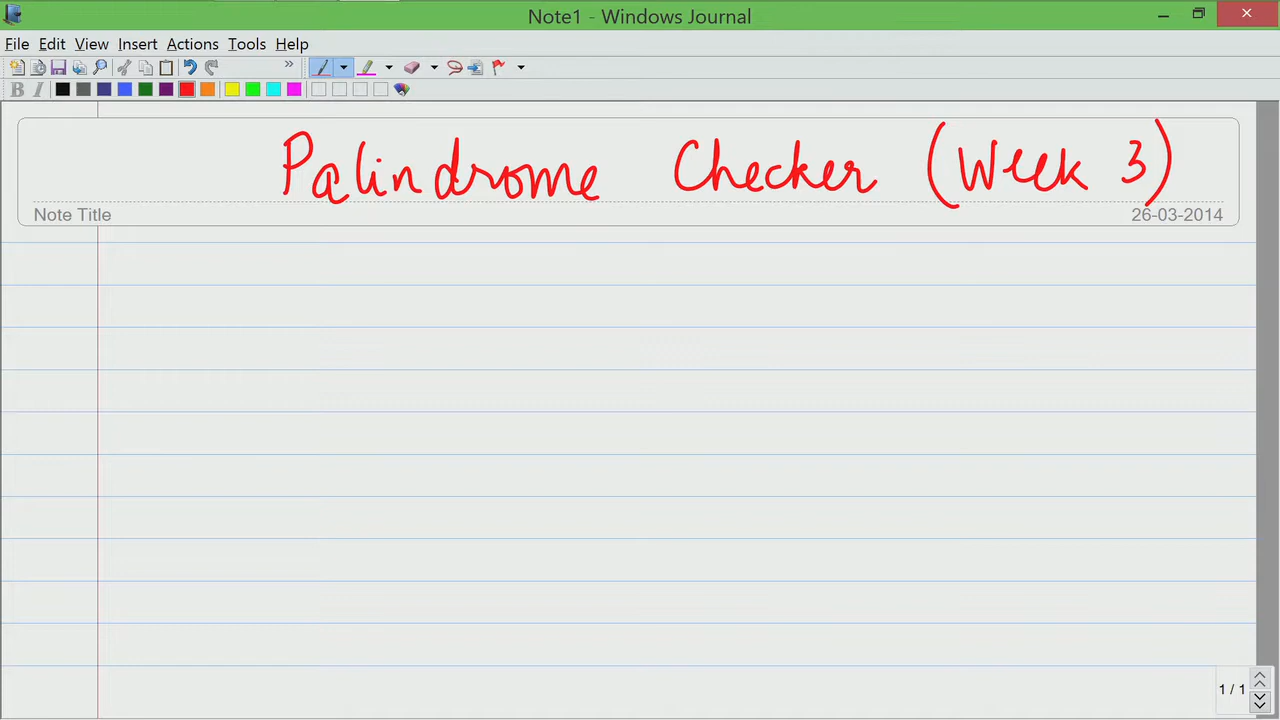 Note1 - Windows Journal
File Edit View Insert Actions Tools Help
» 
B I
Palindrome Checker (Week 3)
Note Title
26-03-2014
1 / 1